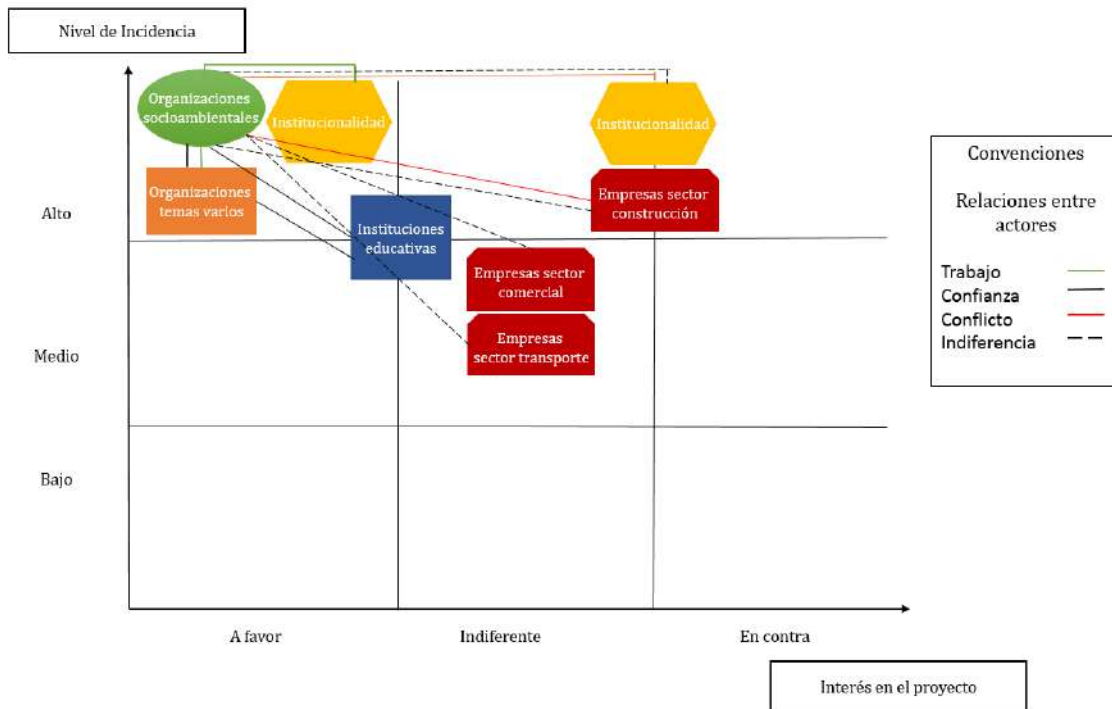 Nivel de Incidencia
Organizaciones
socioambientales
Institucionalidad
Institucionalidad
Organizaciones
temas varios
Empresas sector
construcción
Instituciones
educativas
Empresas sector
comercial
Empresas
sector transporte
Alto
Medio
Bajo
A favor
Indiferente
En contra
Interés en el proyecto
Convenciones
Relaciones entre
actores
Trabajo
Confianza
Conflicto
Indiferencia